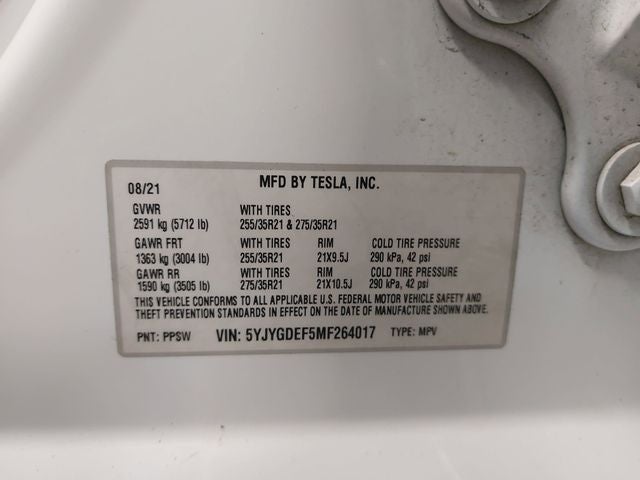 08/21 MFD BY TESLA, INC.
GVWR WITH TIRES
2591 kg (5712 lb) 255/35R21 & 275/35R21
GAWR FRT WITH TIRES RIM COLD TIRE PRESSURE
1363 kg (3004 lb) 255/35R21 21X9.5J 290 kPa, 42 psi
GAWR RR WITH TIRES RIM COLD TIRE PRESSURE
1590 kg (3505 lb) 275/35R21 21X10.5J 290 kPa, 42 psi
THIS VEHICLE CONFORMS TO ALL APPLICABLE U.S. FEDERAL MOTOR VEHICLE SAFETY AND
THEFT PREVENTION STANDARDS IN EFFECT ON THE DATE OF MANUFACTURE SHOWN ABOVE.
PNT: PPSW VIN: 5YJYGDEF5MF264017 TYPE: MPV